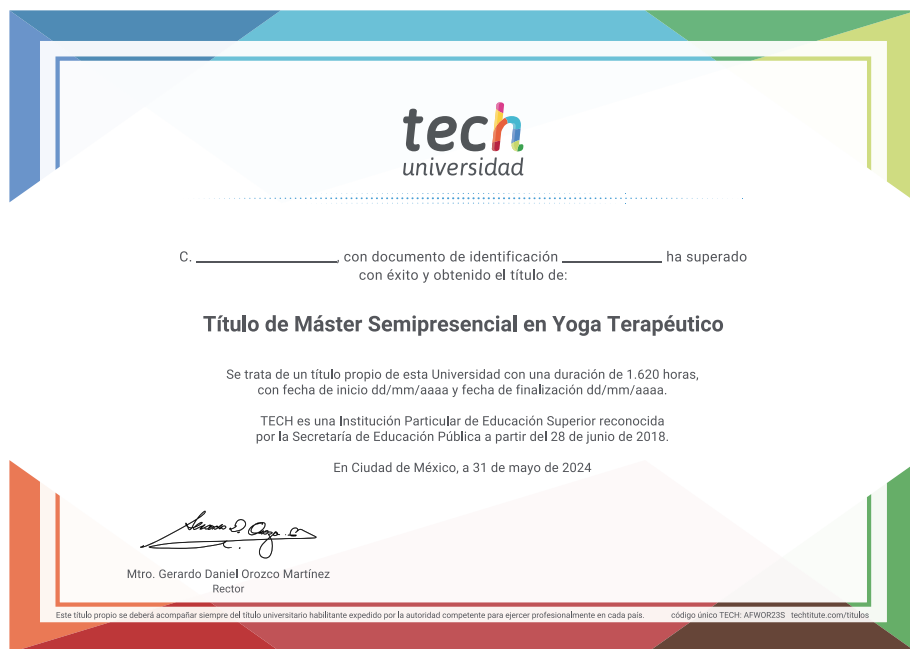 tech
universidad
C. ________________, con documento de identificación ____________ ha superado
con éxito y obtenido el título de:
Título de Máster Semipresencial en Yoga Terapéutico
Se trata de un título propio de esta Universidad con una duración de 1.620 horas,
con fecha de inicio dd/mm/aaaa y fecha de finalización dd/mm/aaaa.
TECH es una Institución Particular de Educación Superior reconocida
por la Secretaría de Educación Pública a partir del 28 de junio de 2018.
En Ciudad de México, a 31 de mayo de 2024
Mtro. Gerardo Daniel Orozco Martínez
Rector
Este título propio se deberá acompañar siempre del título universitario habilitante expedido por la autoridad competente para ejercer profesionalmente en cada país. código único TECH: AFWOR23S techtitute.com/titulos